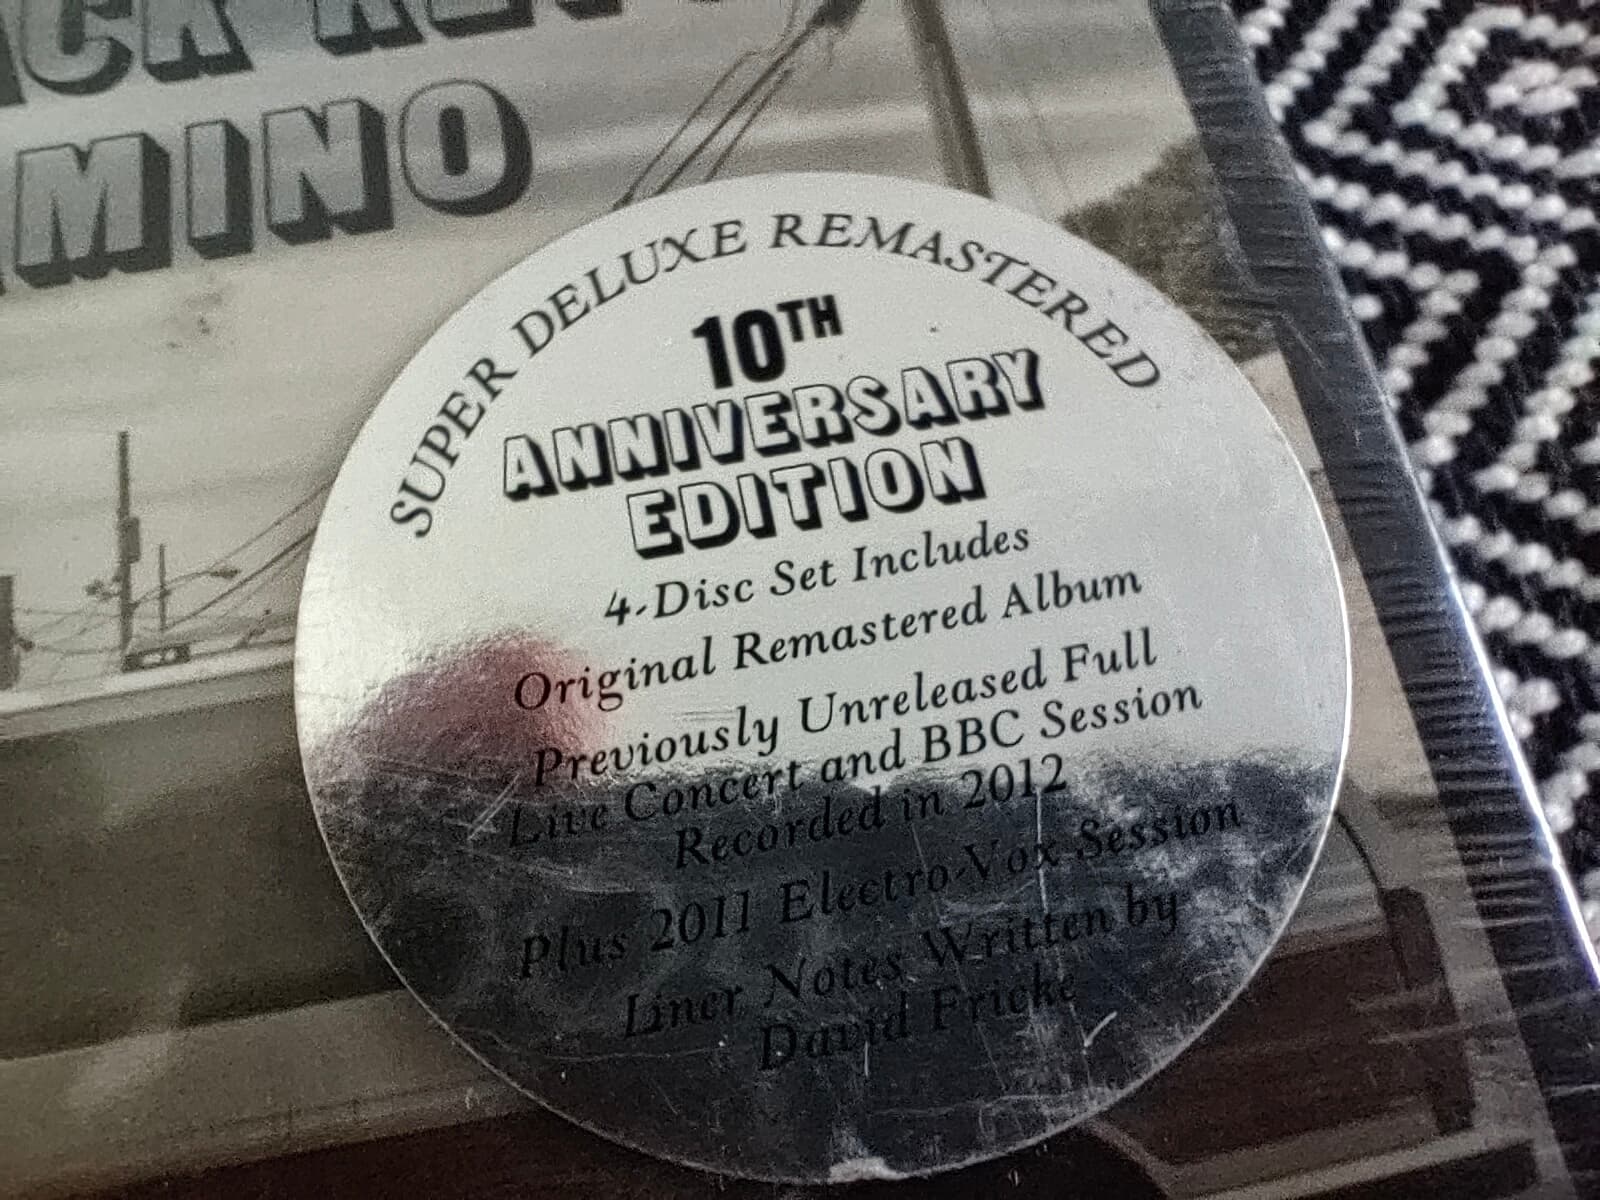 MINO
SUPER DELUXE REMASTERED
10TH
ANNIVERSARY
EDITION
4-Disc Set Includes
Original Remastered Album
Previously Unreleased Full
Live Concert and BBC Session
Recorded in 2012
Plus 2011 Electro-Vox Session
Liner Notes Written by
David Fricke